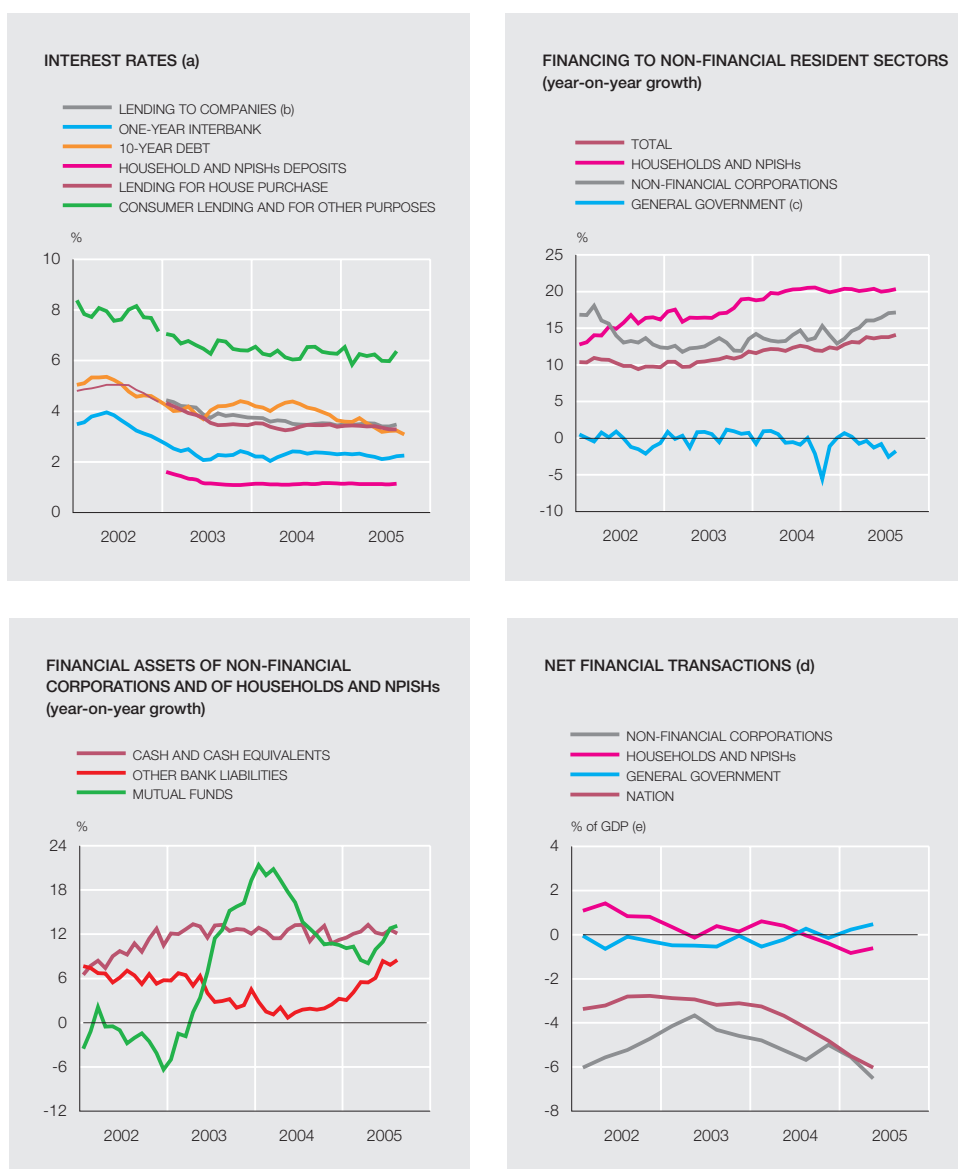 INTEREST RATES (a)
LENDING TO COMPANIES (b)
ONE-YEAR INTERBANK
10-YEAR DEBT
HOUSEHOLD AND NPISHs DEPOSITS
LENDING FOR HOUSE PURCHASE
CONSUMER LENDING AND FOR OTHER PURPOSES
%
10
8
6
4
2
0
2002 2003 2004 2005
FINANCING TO NON-FINANCIAL RESIDENT SECTORS
(year-on-year growth)
TOTAL
HOUSEHOLDS AND NPISHs
NON-FINANCIAL CORPORATIONS
GENERAL GOVERNMENT (c)
%
25
20
15
10
5
0
-5
-10
2002 2003 2004 2005
FINANCIAL ASSETS OF NON-FINANCIAL
CORPORATIONS AND OF HOUSEHOLDS AND NPISHs
(year-on-year growth)
CASH AND CASH EQUIVALENTS
OTHER BANK LIABILITIES
MUTUAL FUNDS
%
24
18
12
6
0
-6
-12
2002 2003 2004 2005
NET FINANCIAL TRANSACTIONS (d)
NON-FINANCIAL CORPORATIONS
HOUSEHOLDS AND NPISHs
GENERAL GOVERNMENT
NATION
% of GDP (e)
4
2
0
-2
-4
-6
-8
2002 2003 2004 2005